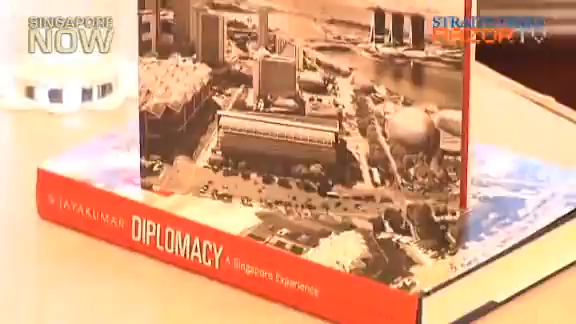 SINGAPORE
NOW
STRAITS TIMES
RAZOR TV
S JAYAKUMAR DIPLOMACY A Singapore Experience